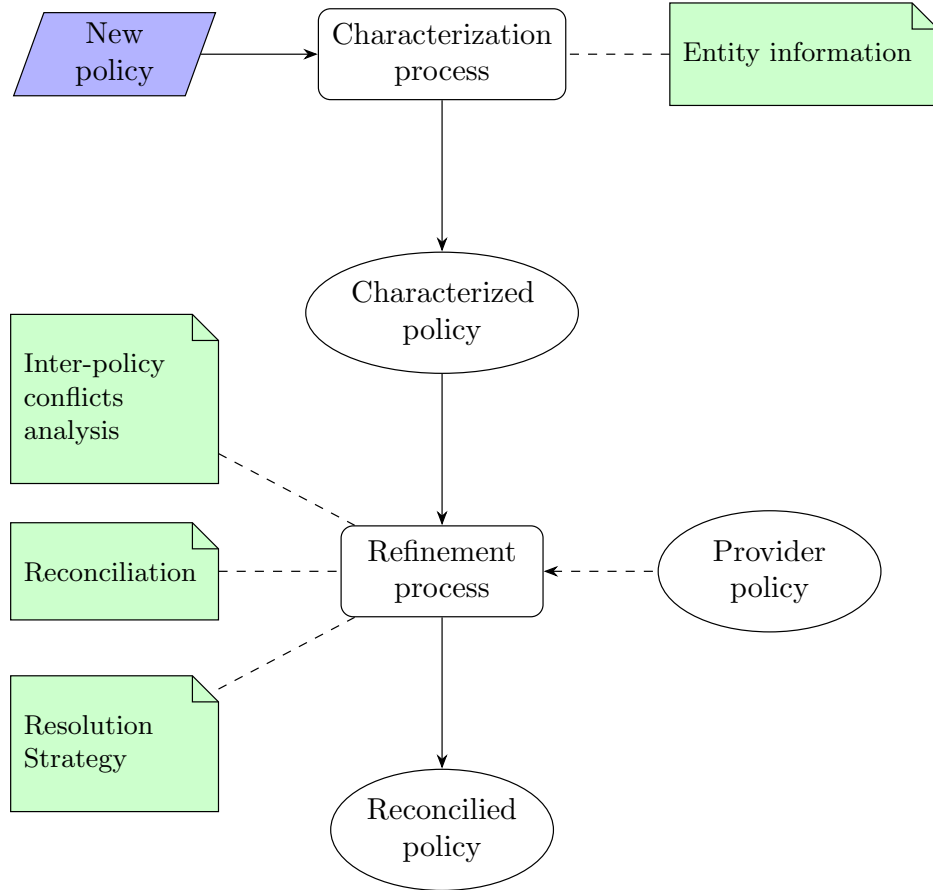 New
policy
Characterization
process
Entity information
Characterized
policy
Inter-policy
conflicts
analysis
Reconciliation
Refinement
process
Provider
policy
Resolution
Strategy
Reconcilied
policy